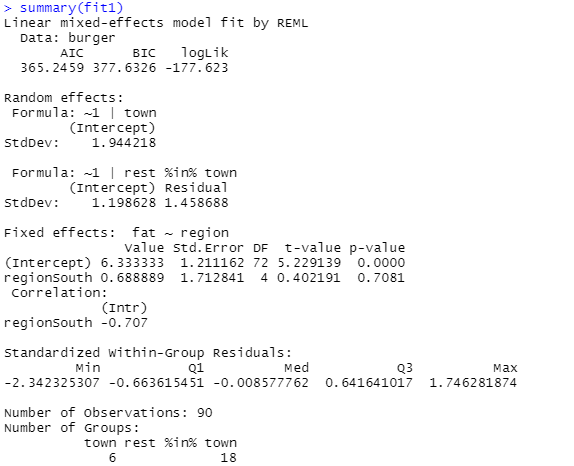 > summary(fit1)
Linear mixed-effects model fit by REML
  Data: burger
       AIC      BIC   logLik
  365.2459 377.6326 -177.623

Random effects:
 Formula: ~1 | town
        (Intercept)
StdDev:    1.944218

 Formula: ~1 | rest %in% town
        (Intercept) Residual
StdDev:    1.198628 1.458688

Fixed effects:  fat ~ region
               Value Std.Error DF  t-value p-value
(Intercept) 6.333333  1.211162 72 5.229139  0.0000
regionSouth 0.688889  1.712841  4 0.402191  0.7081
 Correlation:
            (Intr)
regionSouth -0.707

Standardized Within-Group Residuals:
         Min           Q1          Med           Q3          Max
-2.342325307 -0.663615451 -0.008577762  0.641641017  1.746281874

Number of Observations: 90
Number of Groups:
          town rest %in% town
             6             18